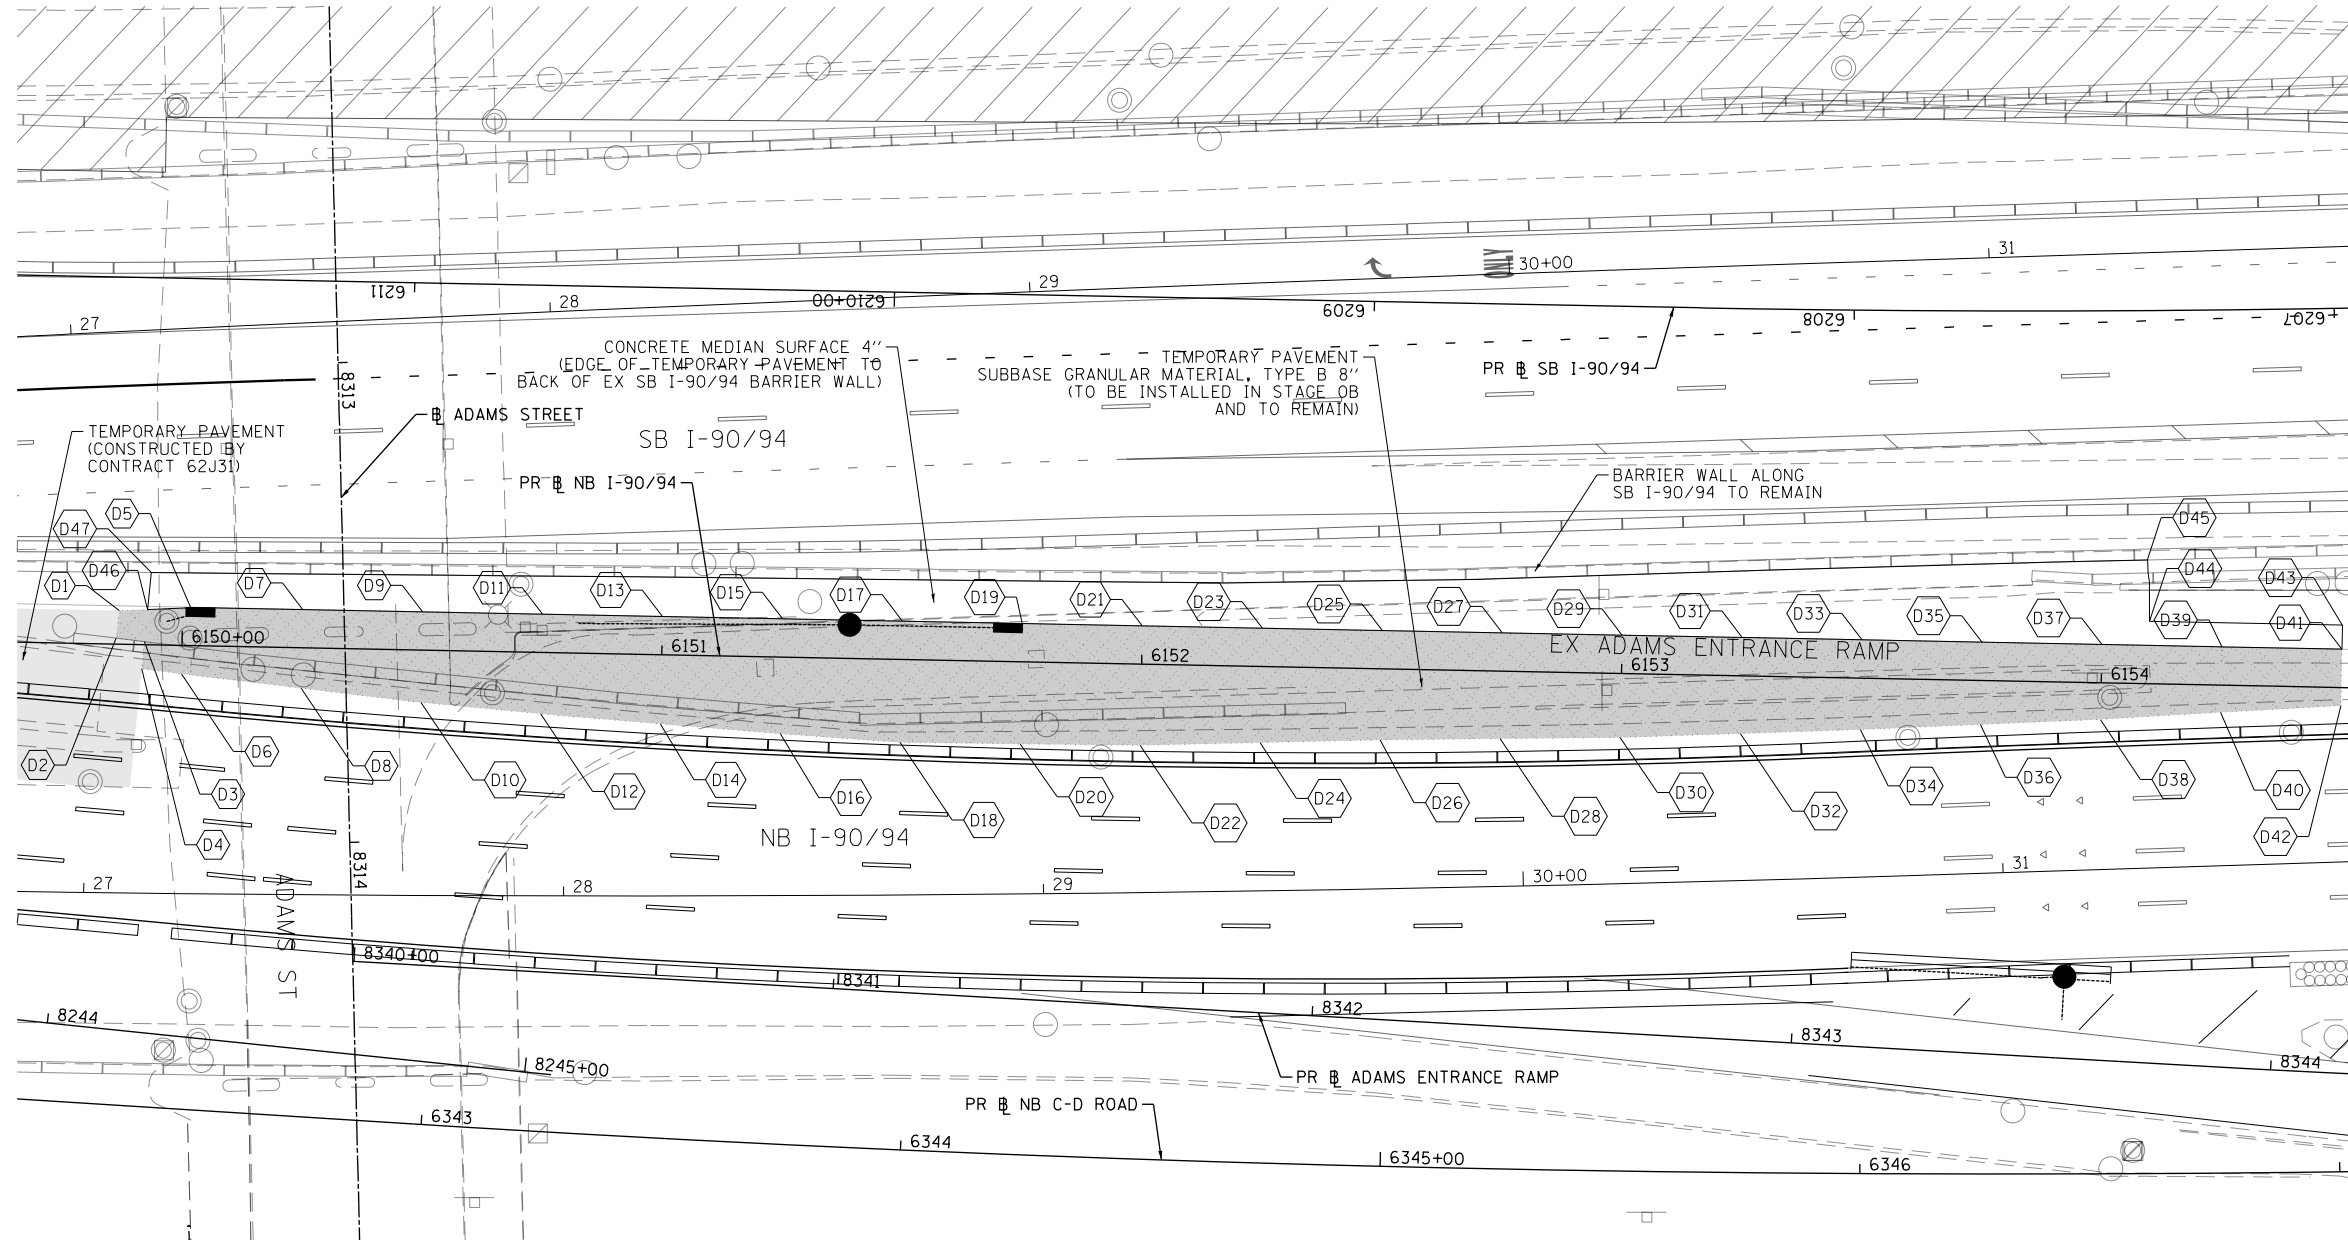 30+00
31
29
6211
6210+00
28
6209
6208
6207
27
CONCRETE MEDIAN SURFACE 4''
(EDGE OF TEMPORARY PAVEMENT TO
BACK OF EX SB I-90/94 BARRIER WALL)
TEMPORARY PAVEMENT
SUBBASE GRANULAR MATERIAL, TYPE B 8''
(TO BE INSTALLED IN STAGE 0B
AND TO REMAIN)
PR BL SB I-90/94
8313
BL ADAMS STREET
TEMPORARY PAVEMENT
(CONSTRUCTED BY
CONTRACT 62J31)
SB I-90/94
PR BL NB I-90/94
BARRIER WALL ALONG
SB I-90/94 TO REMAIN
D5
D47
D45
D46
D1
D7
D9
D11
D13
D15
D17
D19
D21
D23
D25
D27
D29
D31
D33
D35
D37
D39
D44
D43
D41
6150+00
6151
6152
6153
6154
EX ADAMS ENTRANCE RAMP
D2
D6
D8
D10
D12
D14
D16
D18
D20
D22
D24
D26
D28
D30
D32
D34
D36
D38
D40
D42
D3
D4
NB I-90/94
8314
27
28
29
30+00
31
ADAMS ST
8340+00
8341
8342
8343
8344
8244
8245+00
PR BL ADAMS ENTRANCE RAMP
PR BL NB C-D ROAD
6343
6344
6345+00
6346